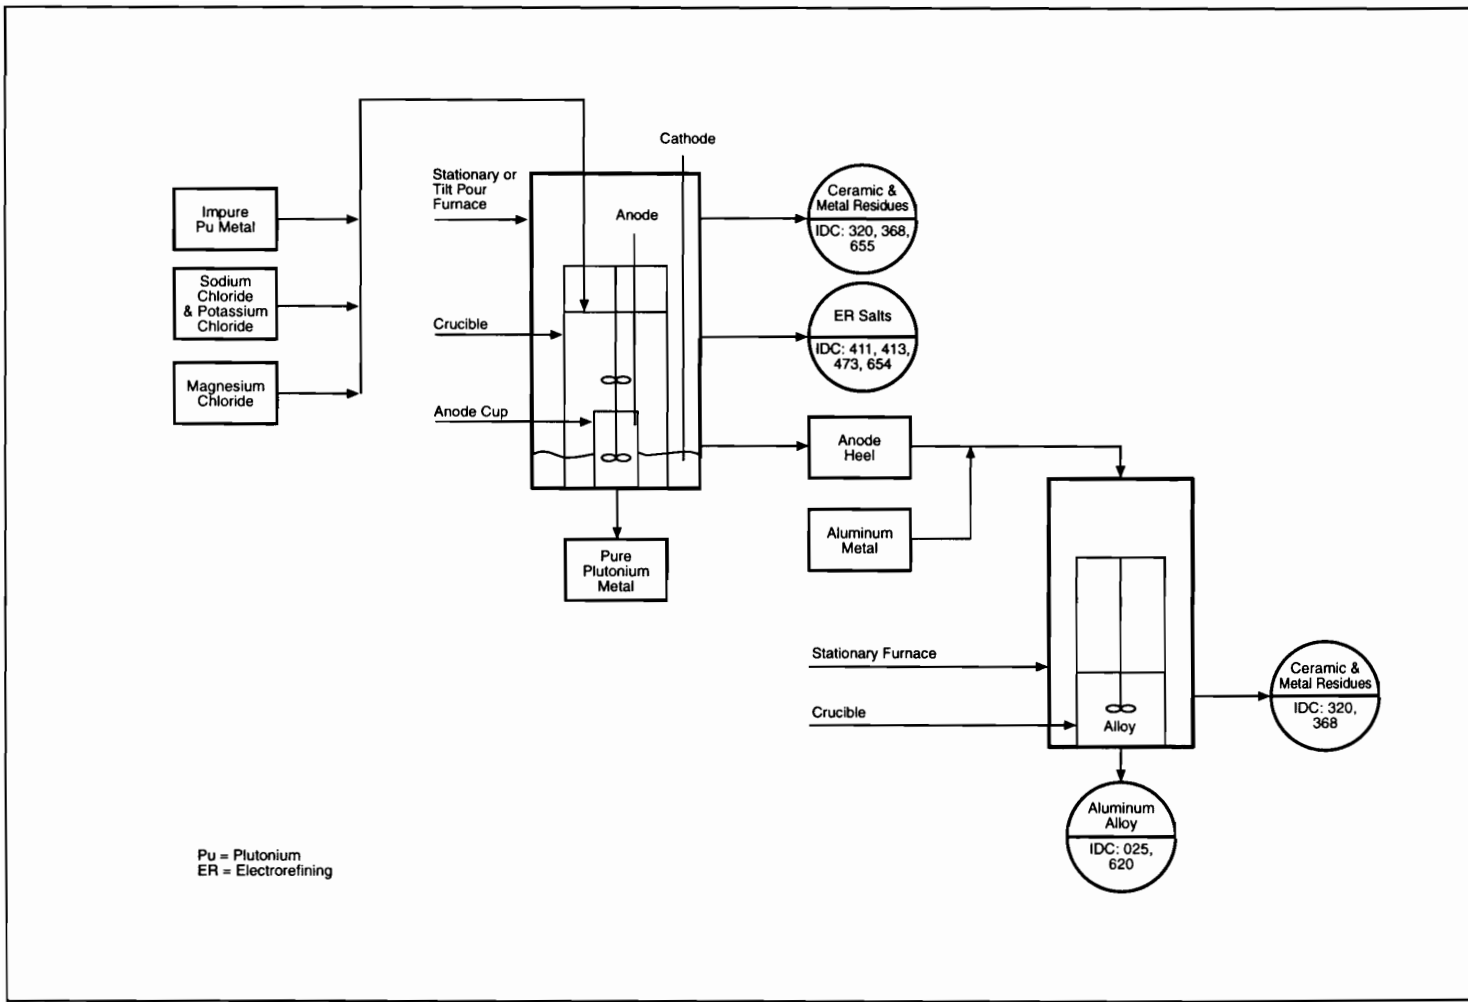 Cathode
Stationary or
Tilt Pour
Furnace
Anode
Impure
Pu Metal
Sodium
Chloride
& Potassium
Chloride
Magnesium
Chloride
Crucible
Anode Cup
Ceramic &
Metal Residues
IDC: 320, 368,
655
ER Salts
IDC: 411, 413,
473, 654
Anode
Heel
Aluminum
Metal
Pure
Plutonium
Metal
Stationary Furnace
Crucible
Alloy
Ceramic &
Metal Residues
IDC: 320,
368
Aluminum
Alloy
IDC: 025,
620
Pu = Plutonium
ER = Electrorefining